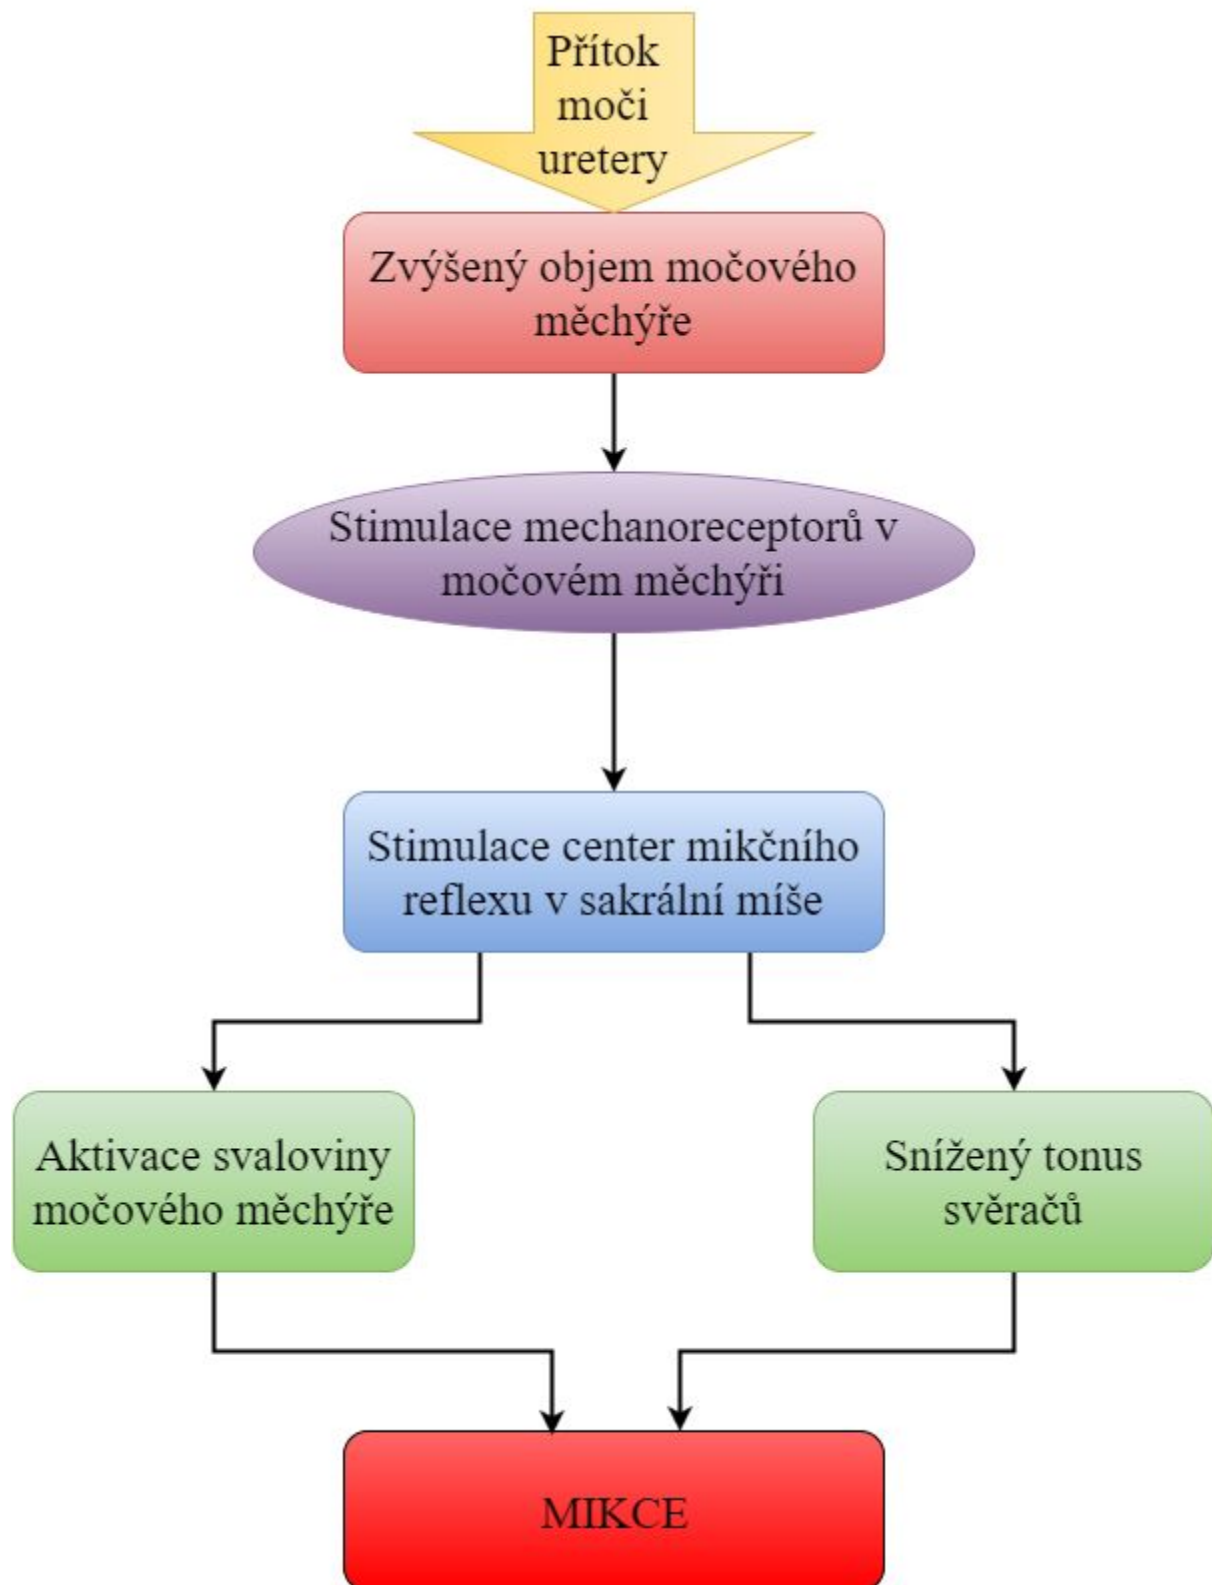 Přítok
moči
uretery
Zvýšený objem močového
měchýře
Stimulace mechanoreceptorů v
močovém měchýři
Stimulace center mikčního
reflexu v sakrální míše
Aktivace svaloviny
močového měchýře
Snížený tonus
svěračů
MIKCE